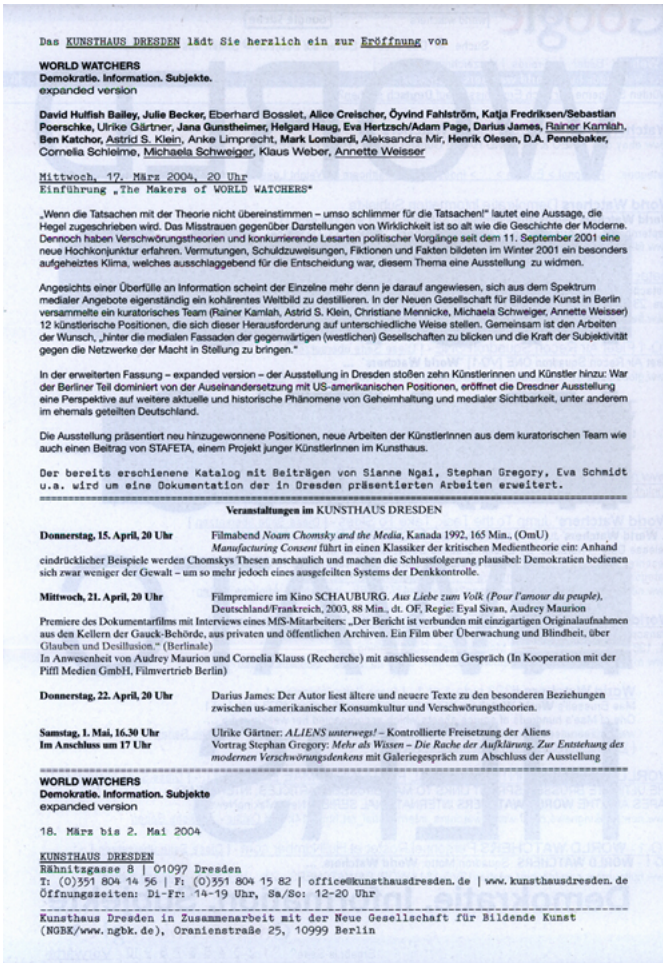 Das KUNSTHAUS DRESDEN lädt Sie herzlich ein zur Eröffnung von
WORLD WATCHERS
Demokratie. Information. Subjekte.
expanded version
David Hulfish Bailey, Julie Becker, Eberhard Bosslet, Alice Creischer, Öyvind Fahlström, Katja Fredriksen/Sebastian
Poerschke, Ulrike Gärtner, Jana Gunstheimer, Helgard Haug, Eva Hertzsch/Adam Page, Darius James, Rainer Kamlah,
Ben Katchor, Astrid S. Klein, Anke Limprecht, Mark Lombardi, Aleksandra Mir, Henrik Olesen, D.A. Pennebaker,
Cornelia Schleime, Michaela Schweiger, Klaus Weber, Annette Weisser
Mittwoch, 17. März 2004, 20 Uhr
Einführung „The Makers of WORLD WATCHERS"
„Wenn die Tatsachen mit der Theorie nicht übereinstimmen – umso schlimmer für die Tatsachen!" lautet eine Aussage, die
Hegel zugeschrieben wird. Das Misstrauen gegenüber Darstellungen von Wirklichkeit ist so alt wie die Geschichte der Moderne.
Dennoch haben Verschwörungstheorien und konkurrierende Lesarten politischer Vorgänge seit dem 11. September 2001 eine
neue Hochkonjunktur erfahren. Vermutungen, Schuldzuweisungen, Fiktionen und Fakten bildeten im Winter 2001 ein besonders
aufgeheiztes Klima, welches ausschlaggebend für die Entscheidung war, diesem Thema eine Ausstellung zu widmen.
Angesichts einer Überfülle an Information scheint der Einzelne mehr denn je darauf angewiesen, sich aus dem Spektrum
medialer Angebote eigenständig ein kohärentes Weltbild zu destillieren. In der Neuen Gesellschaft für Bildende Kunst in Berlin
versammelte ein kuratorisches Team (Rainer Kamlah, Astrid S. Klein, Christiane Mennicke, Michaela Schweiger, Annette Weisser)
12 künstlerische Positionen, die sich dieser Herausforderung auf unterschiedliche Weise stellen. Gemeinsam ist den Arbeiten
der Wunsch, „hinter die medialen Fassaden der gegenwärtigen (westlichen) Gesellschaften zu blicken und die Kraft der Subjektivität
gegen die Netzwerke der Macht in Stellung zu bringen."
In der erweiterten Fassung – expanded version – der Ausstellung in Dresden stoßen zehn Künstlerinnen und Künstler hinzu: War
der Berliner Teil dominiert von der Auseinandersetzung mit US-amerikanischen Positionen, eröffnet die Dresdner Ausstellung
eine Perspektive auf weitere aktuelle und historische Phänomene von Geheimhaltung und medialer Sichtbarkeit, unter anderem
im ehemals geteilten Deutschland.
Die Ausstellung präsentiert neu hinzugewonnene Positionen, neue Arbeiten der KünstlerInnen aus dem kuratorischen Team wie
auch einen Beitrag von STAFETA, einem Projekt junger KünstlerInnen im Kunsthaus.
Der bereits erschienene Katalog mit Beiträgen von Sianne Ngai, Stephan Gregory, Eva Schmidt
u.a. wird um eine Dokumentation der in Dresden präsentierten Arbeiten erweitert.
Veranstaltungen im KUNSTHAUS DRESDEN
Donnerstag, 15. April, 20 Uhr Filmabend Noam Chomsky and the Media, Kanada 1992, 165 Min., (OmU)
Manufacturing Consent führt in einen Klassiker der kritischen Medientheorie ein: Anhand
eindrücklicher Beispiele werden Chomskys Thesen anschaulich und machen die Schlussfolgerung plausibel: Demokratien bedienen
sich zwar weniger der Gewalt – um so mehr jedoch eines ausgefeilten Systems der Denkkontrolle.
Mittwoch, 21. April, 20 Uhr Filmpremiere im Kino SCHAUBURG. Aus Liebe zum Volk (Pour l'amour du peuple),
Deutschland/Frankreich, 2003, 88 Min., dt. OF, Regie: Eyal Sivan, Audrey Maurion
Premiere des Dokumentarfilms mit Interviews eines MfS-Mitarbeiters: „Der Bericht ist verbunden mit einzigartigen Originalaufnahmen
aus den Kellern der Gauck-Behörde, aus privaten und öffentlichen Archiven. Ein Film über Überwachung und Blindheit, über
Glauben und Desillusion." (Berlinale)
In Anwesenheit von Audrey Maurion und Cornelia Klauss (Recherche) mit anschliessendem Gespräch (In Kooperation mit der
Piffl Medien GmbH, Filmvertrieb Berlin)
Donnerstag, 22. April, 20 Uhr Darius James: Der Autor liest ältere und neuere Texte zu den besonderen Beziehungen
zwischen us-amerikanischer Konsumkultur und Verschwörungstheorien.
Samstag, 1. Mai, 16.30 Uhr Ulrike Gärtner: ALIENS unterwegs! – Kontrollierte Freisetzung der Aliens
Im Anschluss um 17 Uhr Vortrag Stephan Gregory: Mehr als Wissen – Die Rache der Aufklärung. Zur Entstehung des
modernen Verschwörungsdenkens mit Galeriegespräch zum Abschluss der Ausstellung
WORLD WATCHERS
Demokratie. Information. Subjekte
expanded version
18. März bis 2. Mai 2004
KUNSTHAUS DRESDEN
Rähnitzgasse 8 | 01097 Dresden
T: (0)351 804 14 56 | F: (0)351 804 15 82 | office@kunsthausdresden.de | www.kunsthausdresden.de
Öffnungszeiten: Di-Fr: 14-19 Uhr, Sa/So: 12-20 Uhr
Kunsthaus Dresden in Zusammenarbeit mit der Neue Gesellschaft für Bildende Kunst
(NGBK/www.ngbk.de), Oranienstraße 25, 10999 Berlin